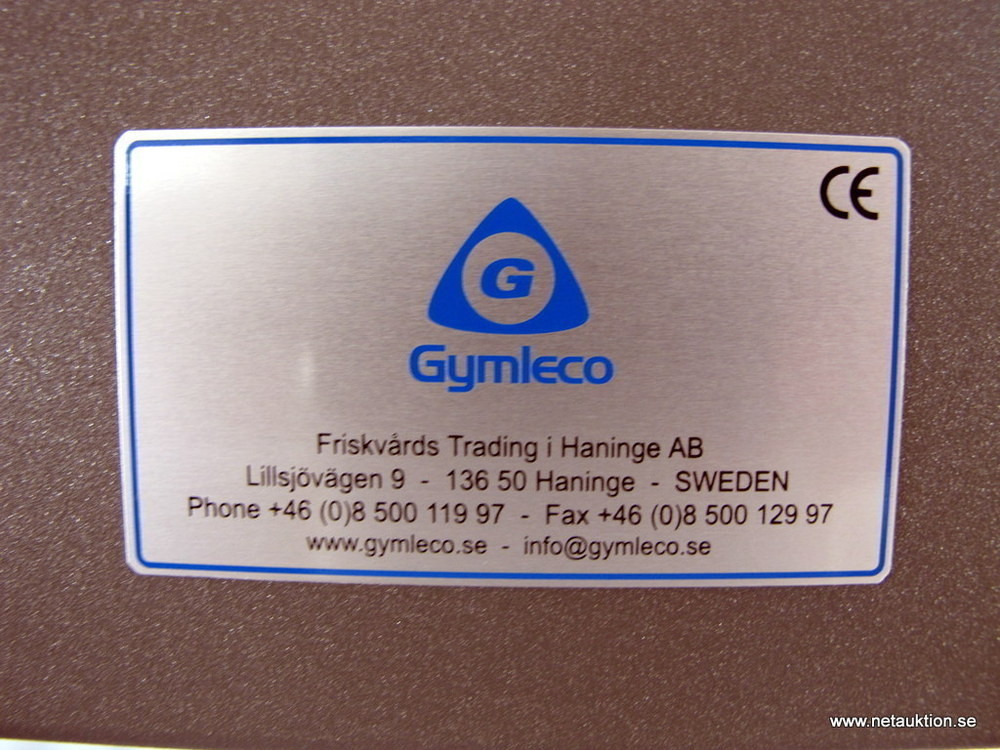 CE
G
Gymleco
Friskvårds Trading i Haninge AB
Lillsjövägen 9 - 136 50 Haninge - SWEDEN
Phone +46 (0)8 500 119 97 - Fax +46 (0)8 500 129 97
www.gymleco.se - info@gymleco.se
www.netauktion.se